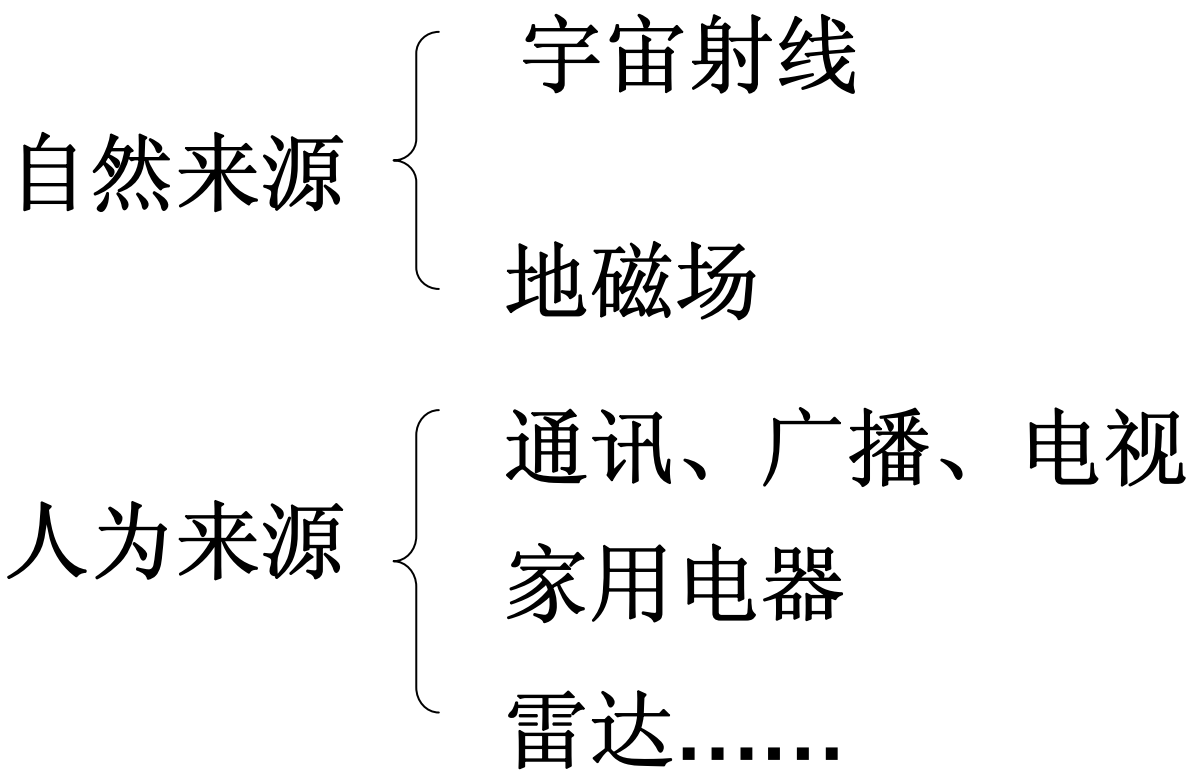 自然来源
宇宙射线
地磁场
人为来源
通讯、广播、电视
家用电器
雷达......